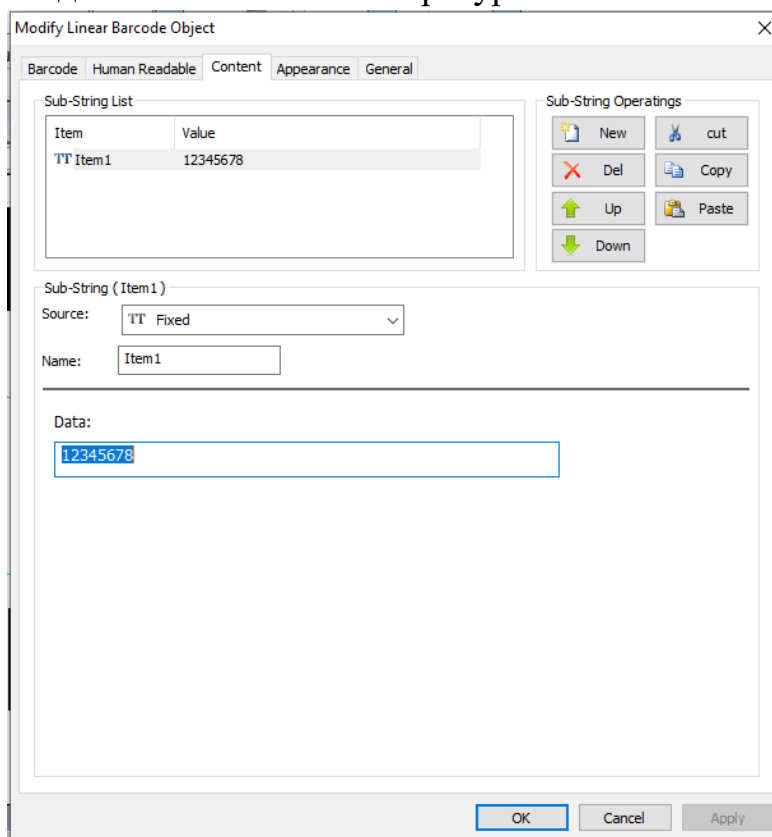 Modify Linear Barcode Object
Barcode Human Readable Content Appearance General
Sub-String List
Item Value
TT Item1 12345678
Sub-String Operatings
New cut
Del Copy
Up Paste
Down
Sub-String ( Item1 )
Source: TT Fixed
Name: Item1
Data:
12345678
OK Cancel Apply